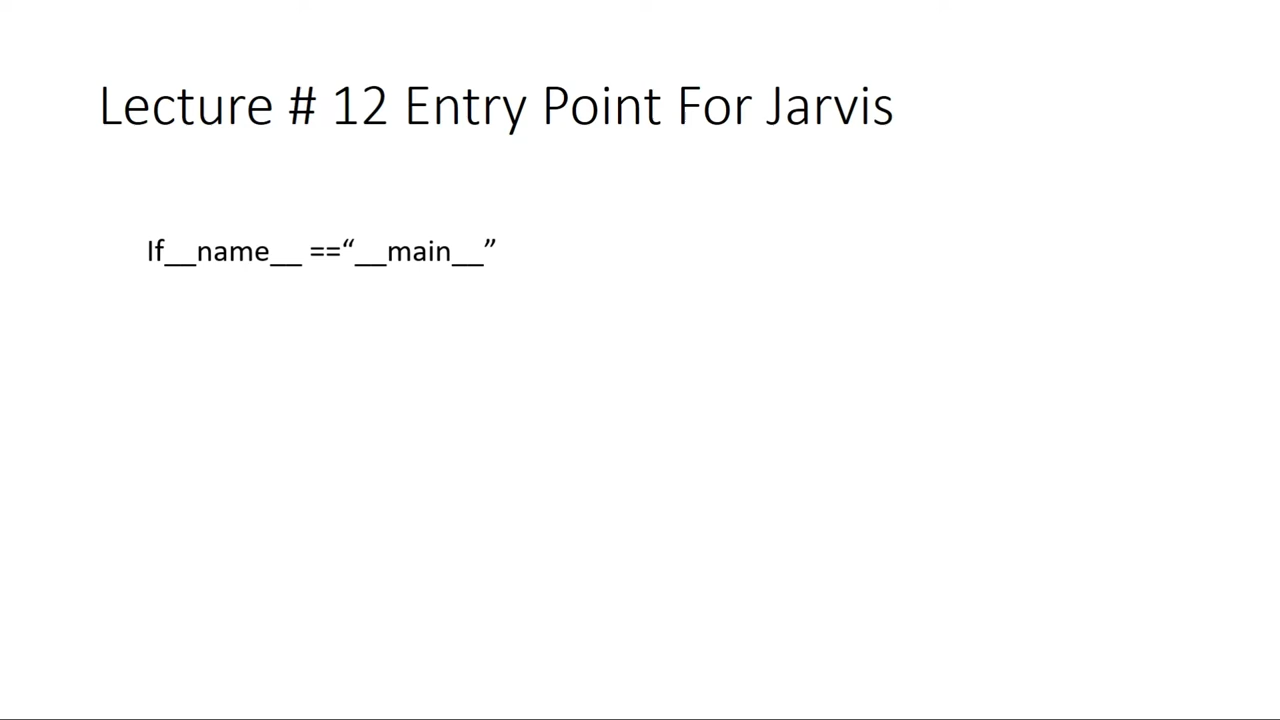 Lecture # 12 Entry Point For Jarvis
If__name__ ==“__main__”